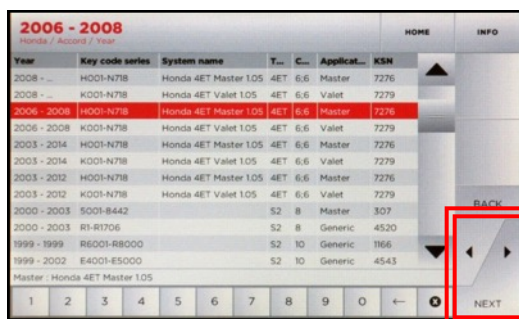 2006 - 2008
Honda / Accord / Year
HOME
INFO
Year Key code series System name T... C... Applicat... KSN
2008 - ... H001-N718 Honda 4ET Master 1.05 4ET 6;6 Master 7276
2008 - ... K001-N718 Honda 4ET Valet 1.05 4ET 6;6 Valet 7279
2006 - 2008 H001-N718 Honda 4ET Master 1.05 4ET 6;6 Master 7276
2006 - 2008 K001-N718 Honda 4ET Valet 1.05 4ET 6;6 Valet 7279
2003 - 2014 H001-N718 Honda 4ET Master 1.05 4ET 6;6 Master 7276
2003 - 2014 K001-N718 Honda 4ET Valet 1.05 4ET 6;6 Valet 7279
2003 - 2012 H001-N718 Honda 4ET Master 1.05 4ET 6;6 Master 7276
2003 - 2012 K001-N718 Honda 4ET Valet 1.05 4ET 6;6 Valet 7279
2000 - 2003 5001-8442 S2 8 Master 307
2000 - 2003 R1-R1706 S2 8 Generic 4520
1999 - 1999 R6001-R8000 S2 10 Generic 1166
1999 - 2002 E4001-E5000 S2 10 Generic 4543
BACK
Master : Honda 4ET Master 1.05
1 2 3 4 5 6 7 8 9 0 ←
NEXT